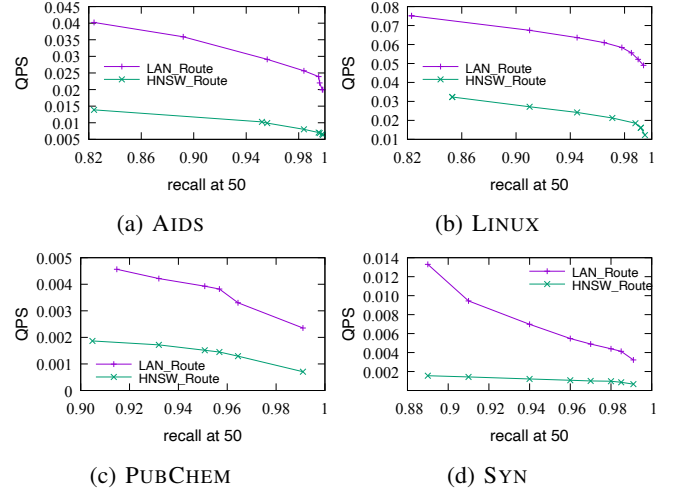 0.045
0.04
0.035
0.03
0.025
0.02
0.015
0.01
0.005
QPS
LAN_Route
HNSW_Route
0.82 0.86 0.9 0.94 0.98 1
recall at 50
(a) AIDS
0.08
0.07
0.06
0.05
0.04
0.03
0.02
0.01
QPS
LAN_Route
HNSW_Route
0.82 0.86 0.90 0.94 0.98 1
recall at 50
(b) LINUX
0.005
0.004
0.003
0.002
0.001
0
QPS
LAN_Route
HNSW_Route
0.90 0.92 0.94 0.96 0.98 1
recall at 50
(c) PUBCHEM
0.014
0.012
0.010
0.008
0.006
0.004
0.002
QPS
LAN_Route
HNSW_Route
0.88 0.9 0.92 0.94 0.96 0.98 1
recall at 50
(d) SYN